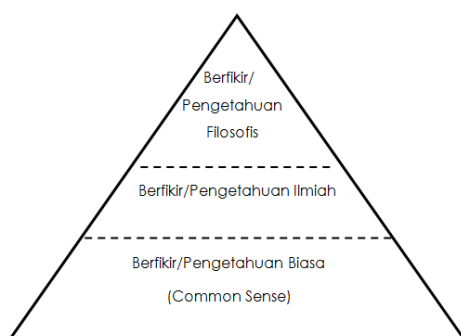 Berfikir/
Pengetahuan
Filosofis
Berfikir/Pengetahuan Ilmiah
Berfikir/Pengetahuan Biasa
(Common Sense)